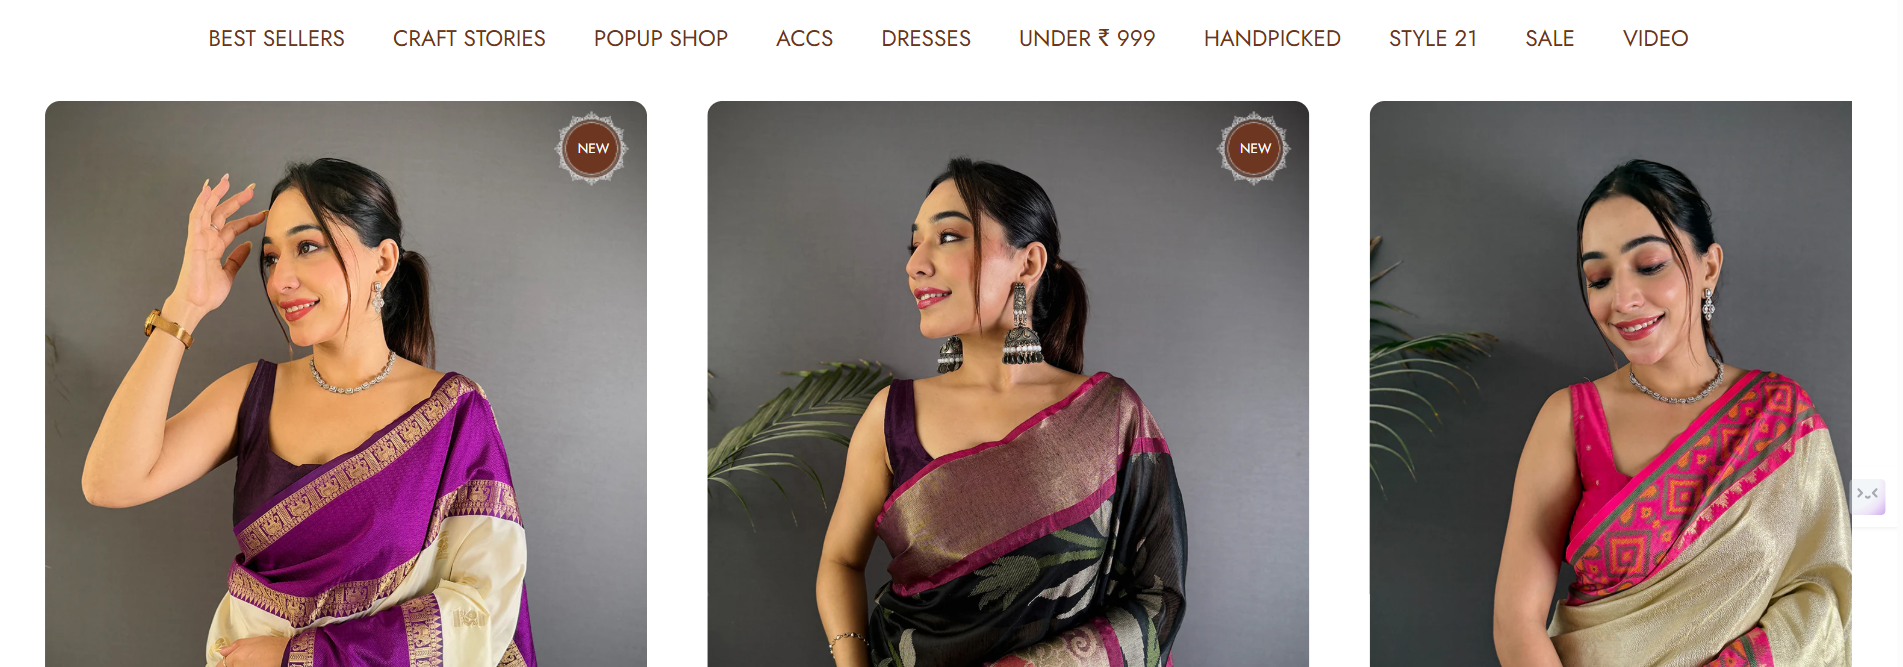 BEST SELLERS CRAFT STORIES POPUP SHOP ACCS DRESSES UNDER ₹ 999 HANDPICKED STYLE 21 SALE VIDEO
NEW
NEW